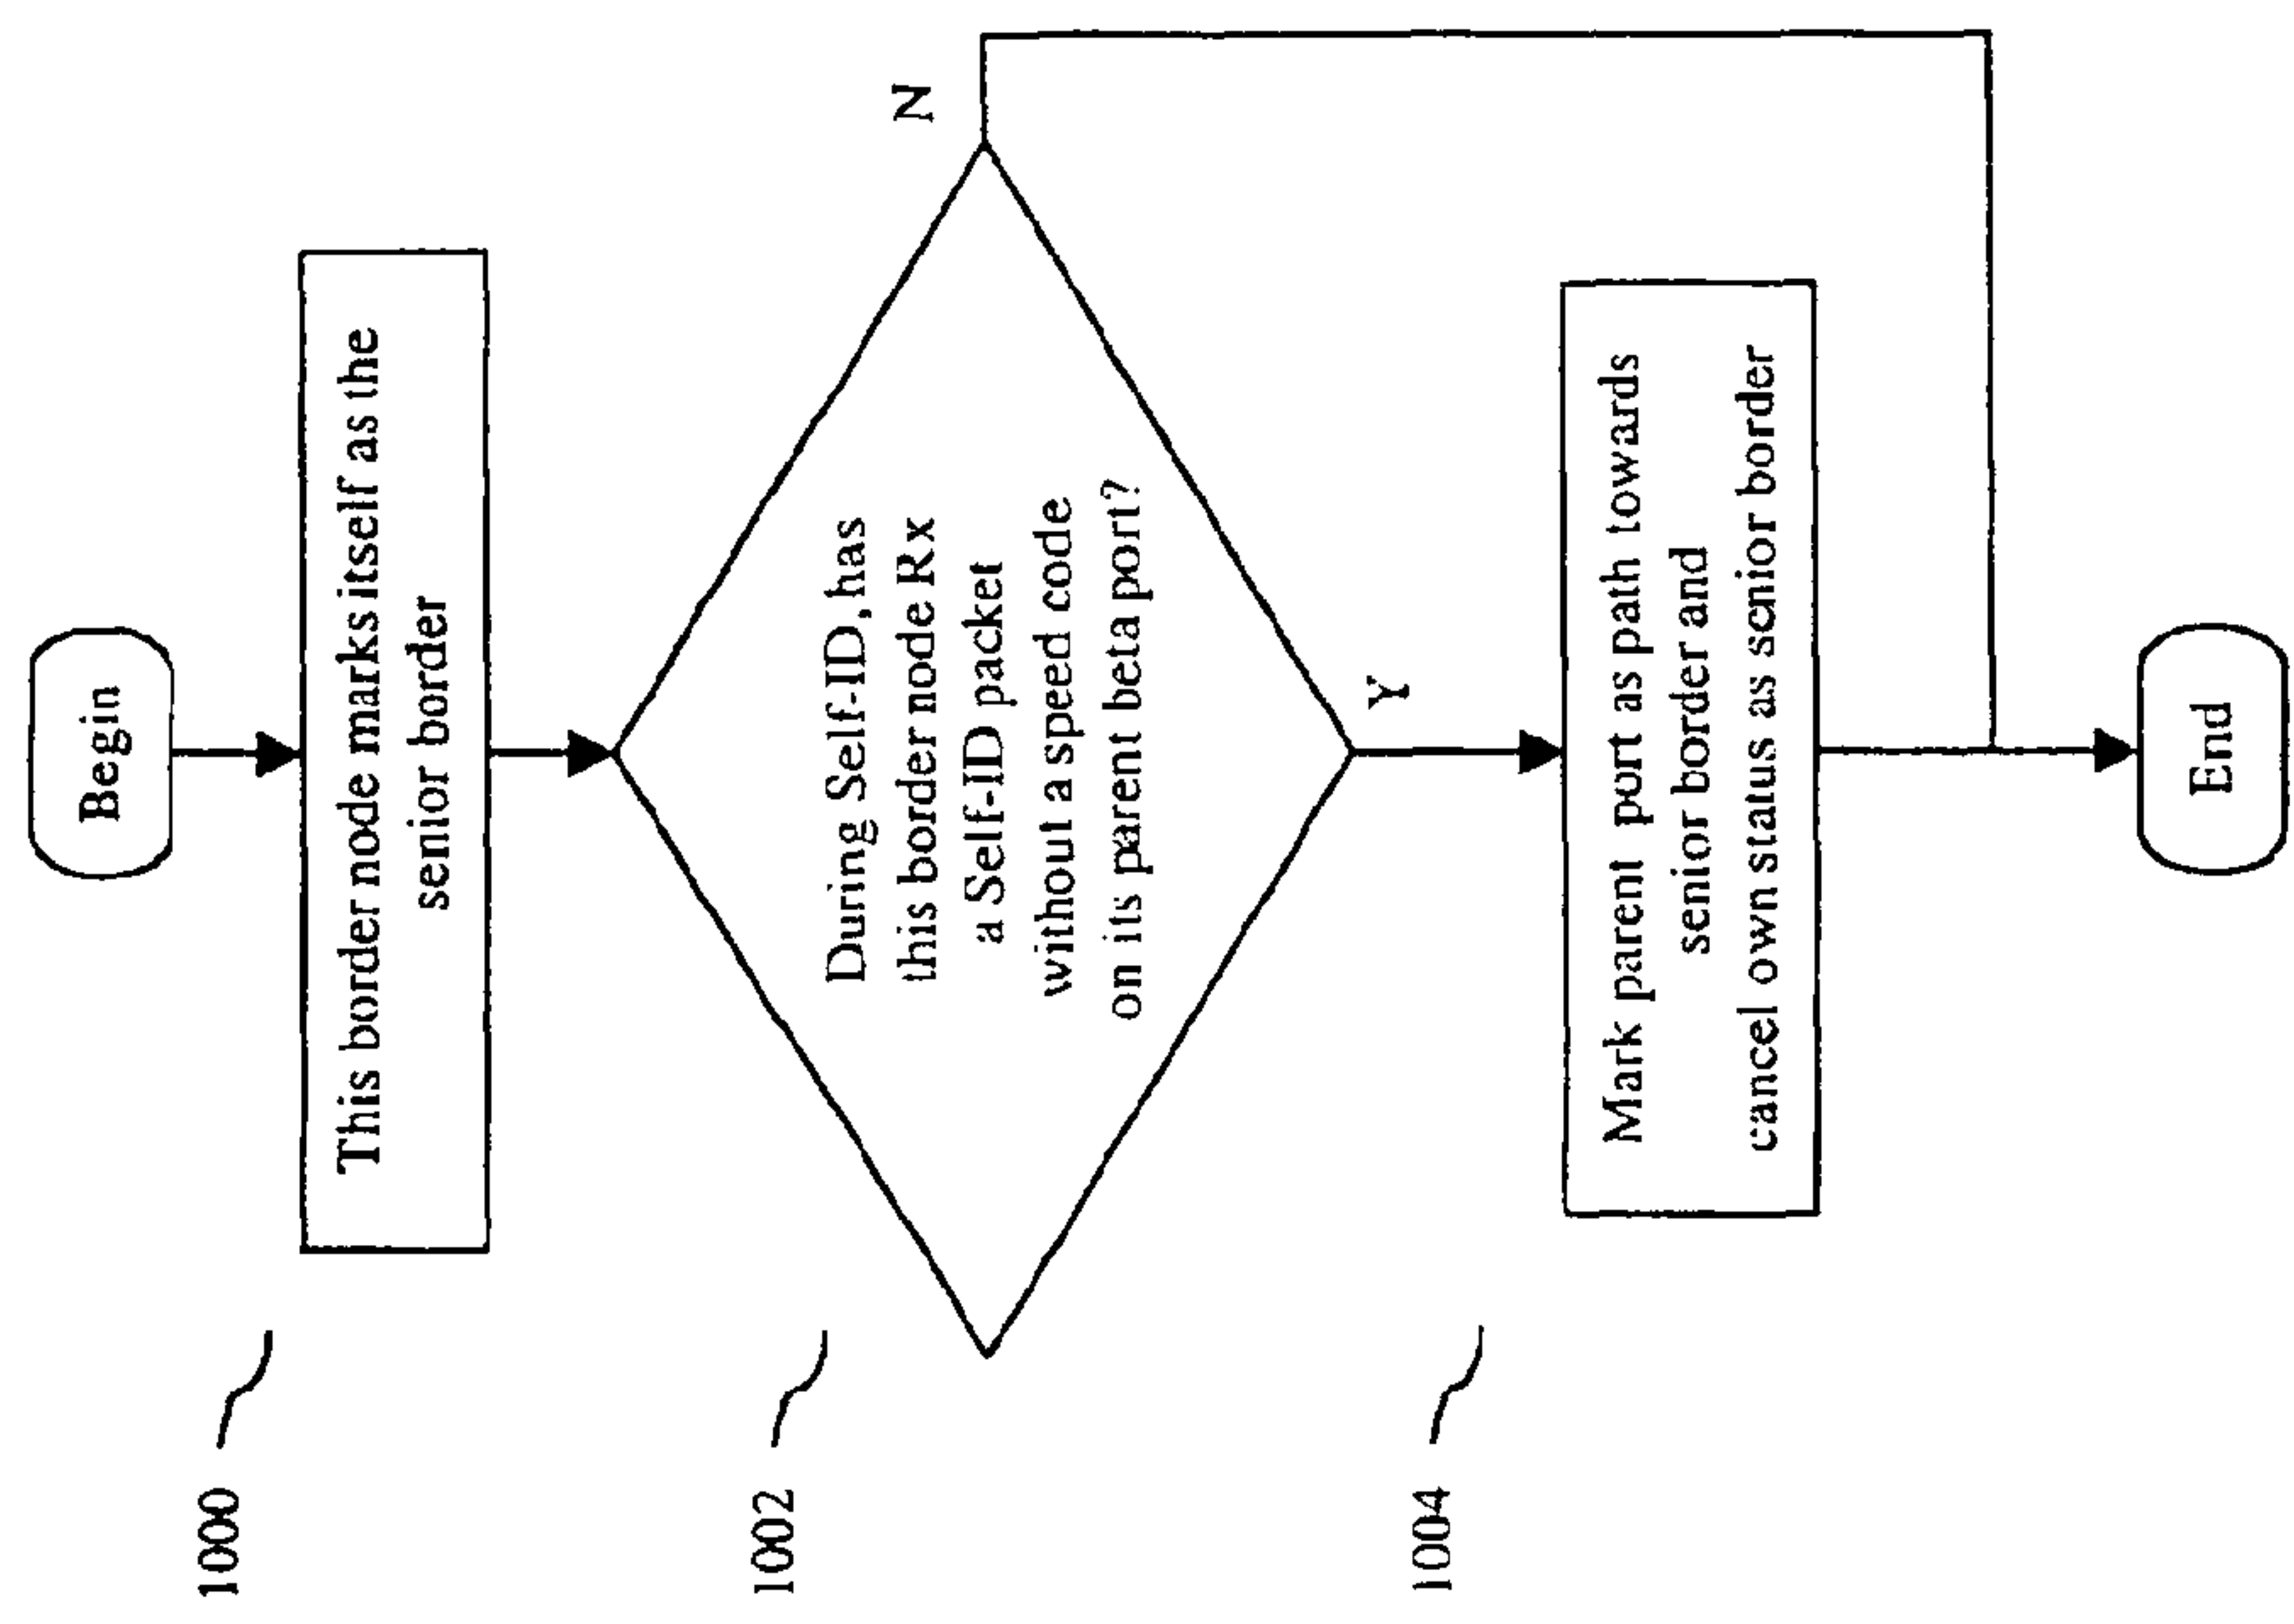 Begin
1000
This border node marks itself as the
senior border
1002
During Self-ID, has
this border node Rx
a Self-ID packet
without a speed code
on its parent beta port?
N
Y
1004
Mark parent port as path towards
senior border and
cancel own status as senior border
End